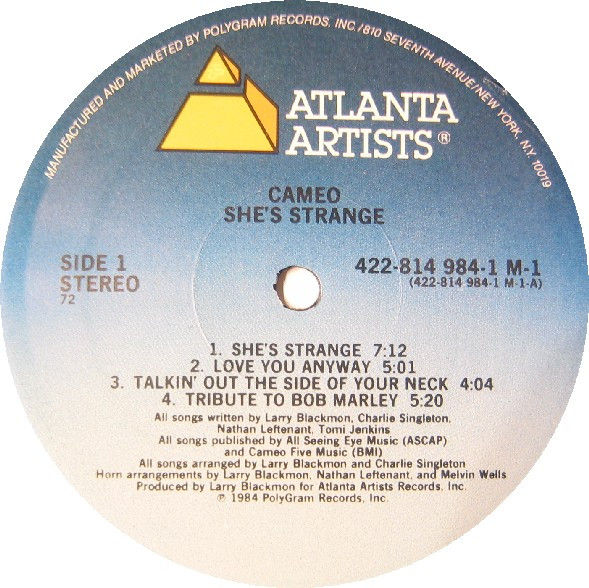 MANUFACTURED AND MARKETED BY POLYGRAM RECORDS, INC./810 SEVENTH AVENUE/NEW YORK, N.Y. 10019
ATLANTA
ARTISTS®
CAMEO
SHE'S STRANGE
SIDE 1
STEREO
72
422-814 984-1 M-1
(422-814 984-1 M-1-A)
1. SHE'S STRANGE 7:12
2. LOVE YOU ANYWAY 5:01
3. TALKIN' OUT THE SIDE OF YOUR NECK 4:04
4. TRIBUTE TO BOB MARLEY 5:20
All songs written by Larry Blackmon, Charlie Singleton,
Nathan Leftenant, Tomi Jenkins
All songs published by All Seeing Eye Music (ASCAP)
and Cameo Five Music (BMI)
All songs arranged by Larry Blackmon and Charlie Singleton
Horn arrangements by Larry Blackmon, Nathan Leftenant, and Melvin Wells
Produced by Larry Blackmon for Atlanta Artists Records, Inc.
℗ 1984 PolyGram Records, Inc.